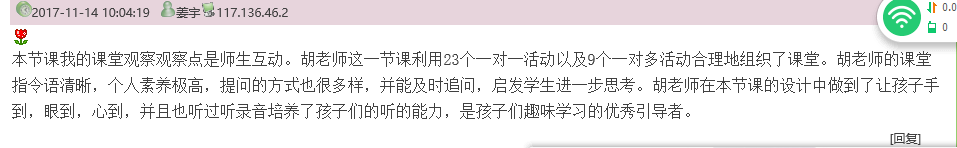 2017-11-14 10:04:19 姜宇 117.136.46.2
0.0
0
本节课我的课堂观察观察点是师生互动。胡老师这一节课利用23个一对一活动以及9个一对多活动合理地组织了课堂。胡老师的课堂
指令语清晰，个人素养极高，提问的方式也很多样，并能及时追问，启发学生进一步思考。胡老师在本节课的设计中做到了让孩子手
到，眼到，心到，并且也听过听录音培养了孩子们的听的能力，是孩子们趣味学习的优秀引导者。
[回复]